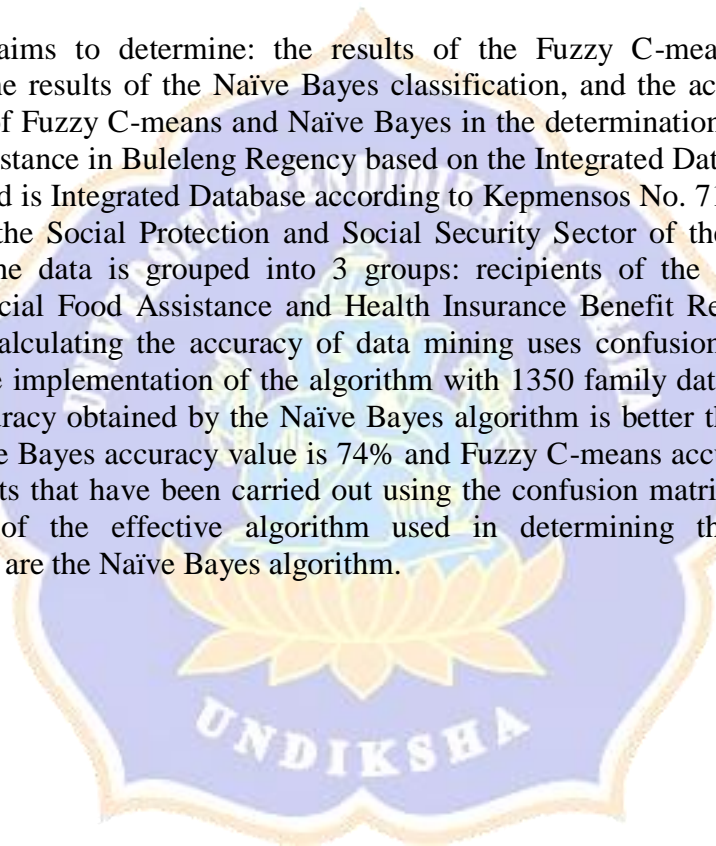 aims to determine: the results of the Fuzzy C-mea
results of the Naïve Bayes classification, and the ac
of Fuzzy C-means and Naïve Bayes in the determination
stance in Buleleng Regency based on the Integrated Dat
d is Integrated Database according to Kepmensos No. 71
the Social Protection and Social Security Sector of the
data is grouped into 3 groups: recipients of the
cial Food Assistance and Health Insurance Benefit Re
alculating the accuracy of data mining uses confusion
e implementation of the algorithm with 1350 family dat
uracy obtained by the Naïve Bayes algorithm is better th
e Bayes accuracy value is 74% and Fuzzy C-means accu
ts that have been carried out using the confusion matri
of the effective algorithm used in determining th
are the Naïve Bayes algorithm.
UNDIKSHA